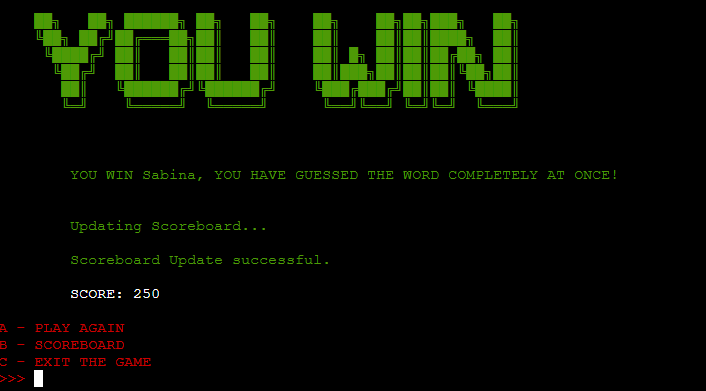 YOU WIN
YOU WIN Sabina, YOU HAVE GUESSED THE WORD COMPLETELY AT ONCE!
Updating Scoreboard...
Scoreboard Update successful.
SCORE: 250
A - PLAY AGAIN
B - SCOREBOARD
C - EXIT THE GAME
>>>